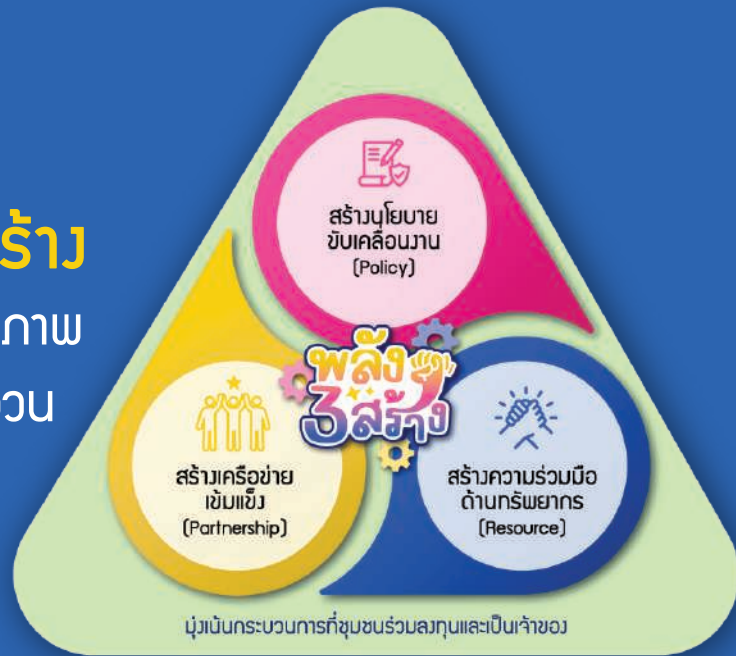 ร้าง
ภาพ
วน
สร้างนโยบาย
ขับเคลื่อนงาน
(Policy)
พลัง
3สร้าง
สร้างเครือข่าย
เข้มแข็ง
(Partnership)
สร้างความร่วมมือ
ด้านทรัพยากร
(Resource)
มุ่งเน้นกระบวนการที่ชุมชนร่วมลงทุนและเป็นเจ้าของ